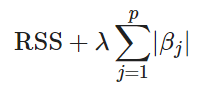 RSS + λ ∑_{j=1}^{p} |β_j|